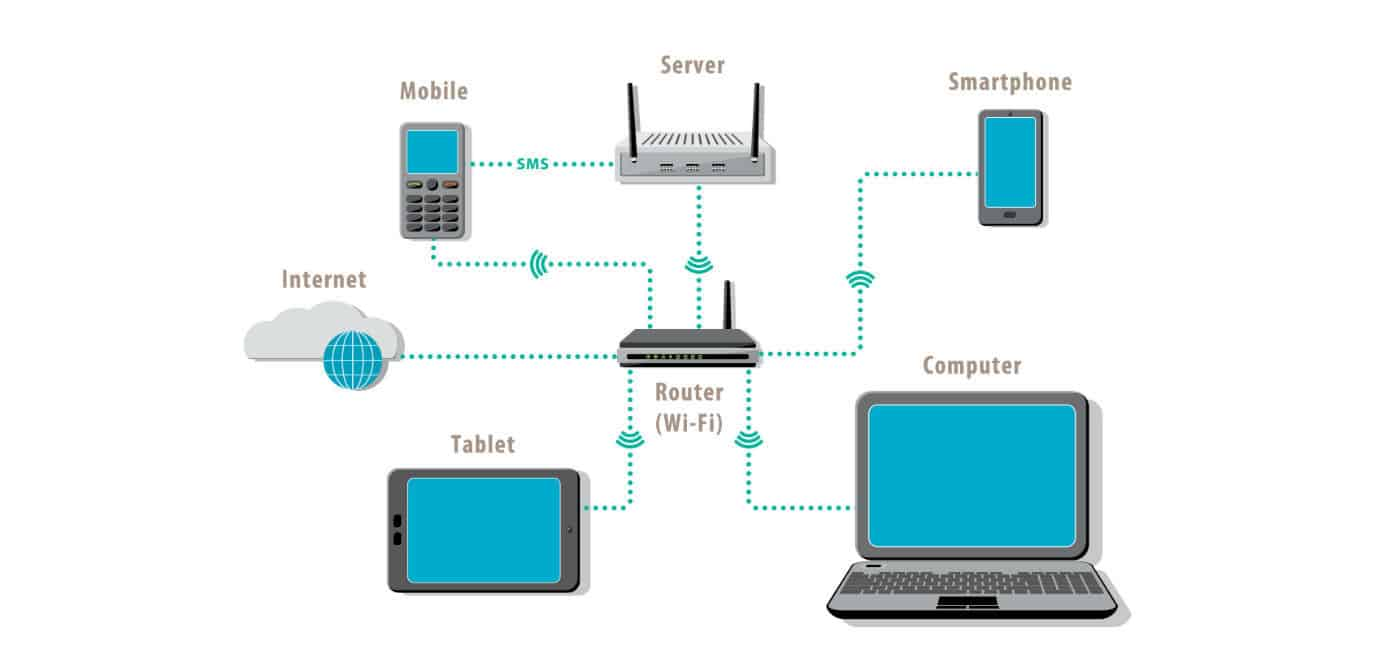 Server
Smartphone
Mobile
SMS
Internet
Computer
Router
(Wi-Fi)
Tablet